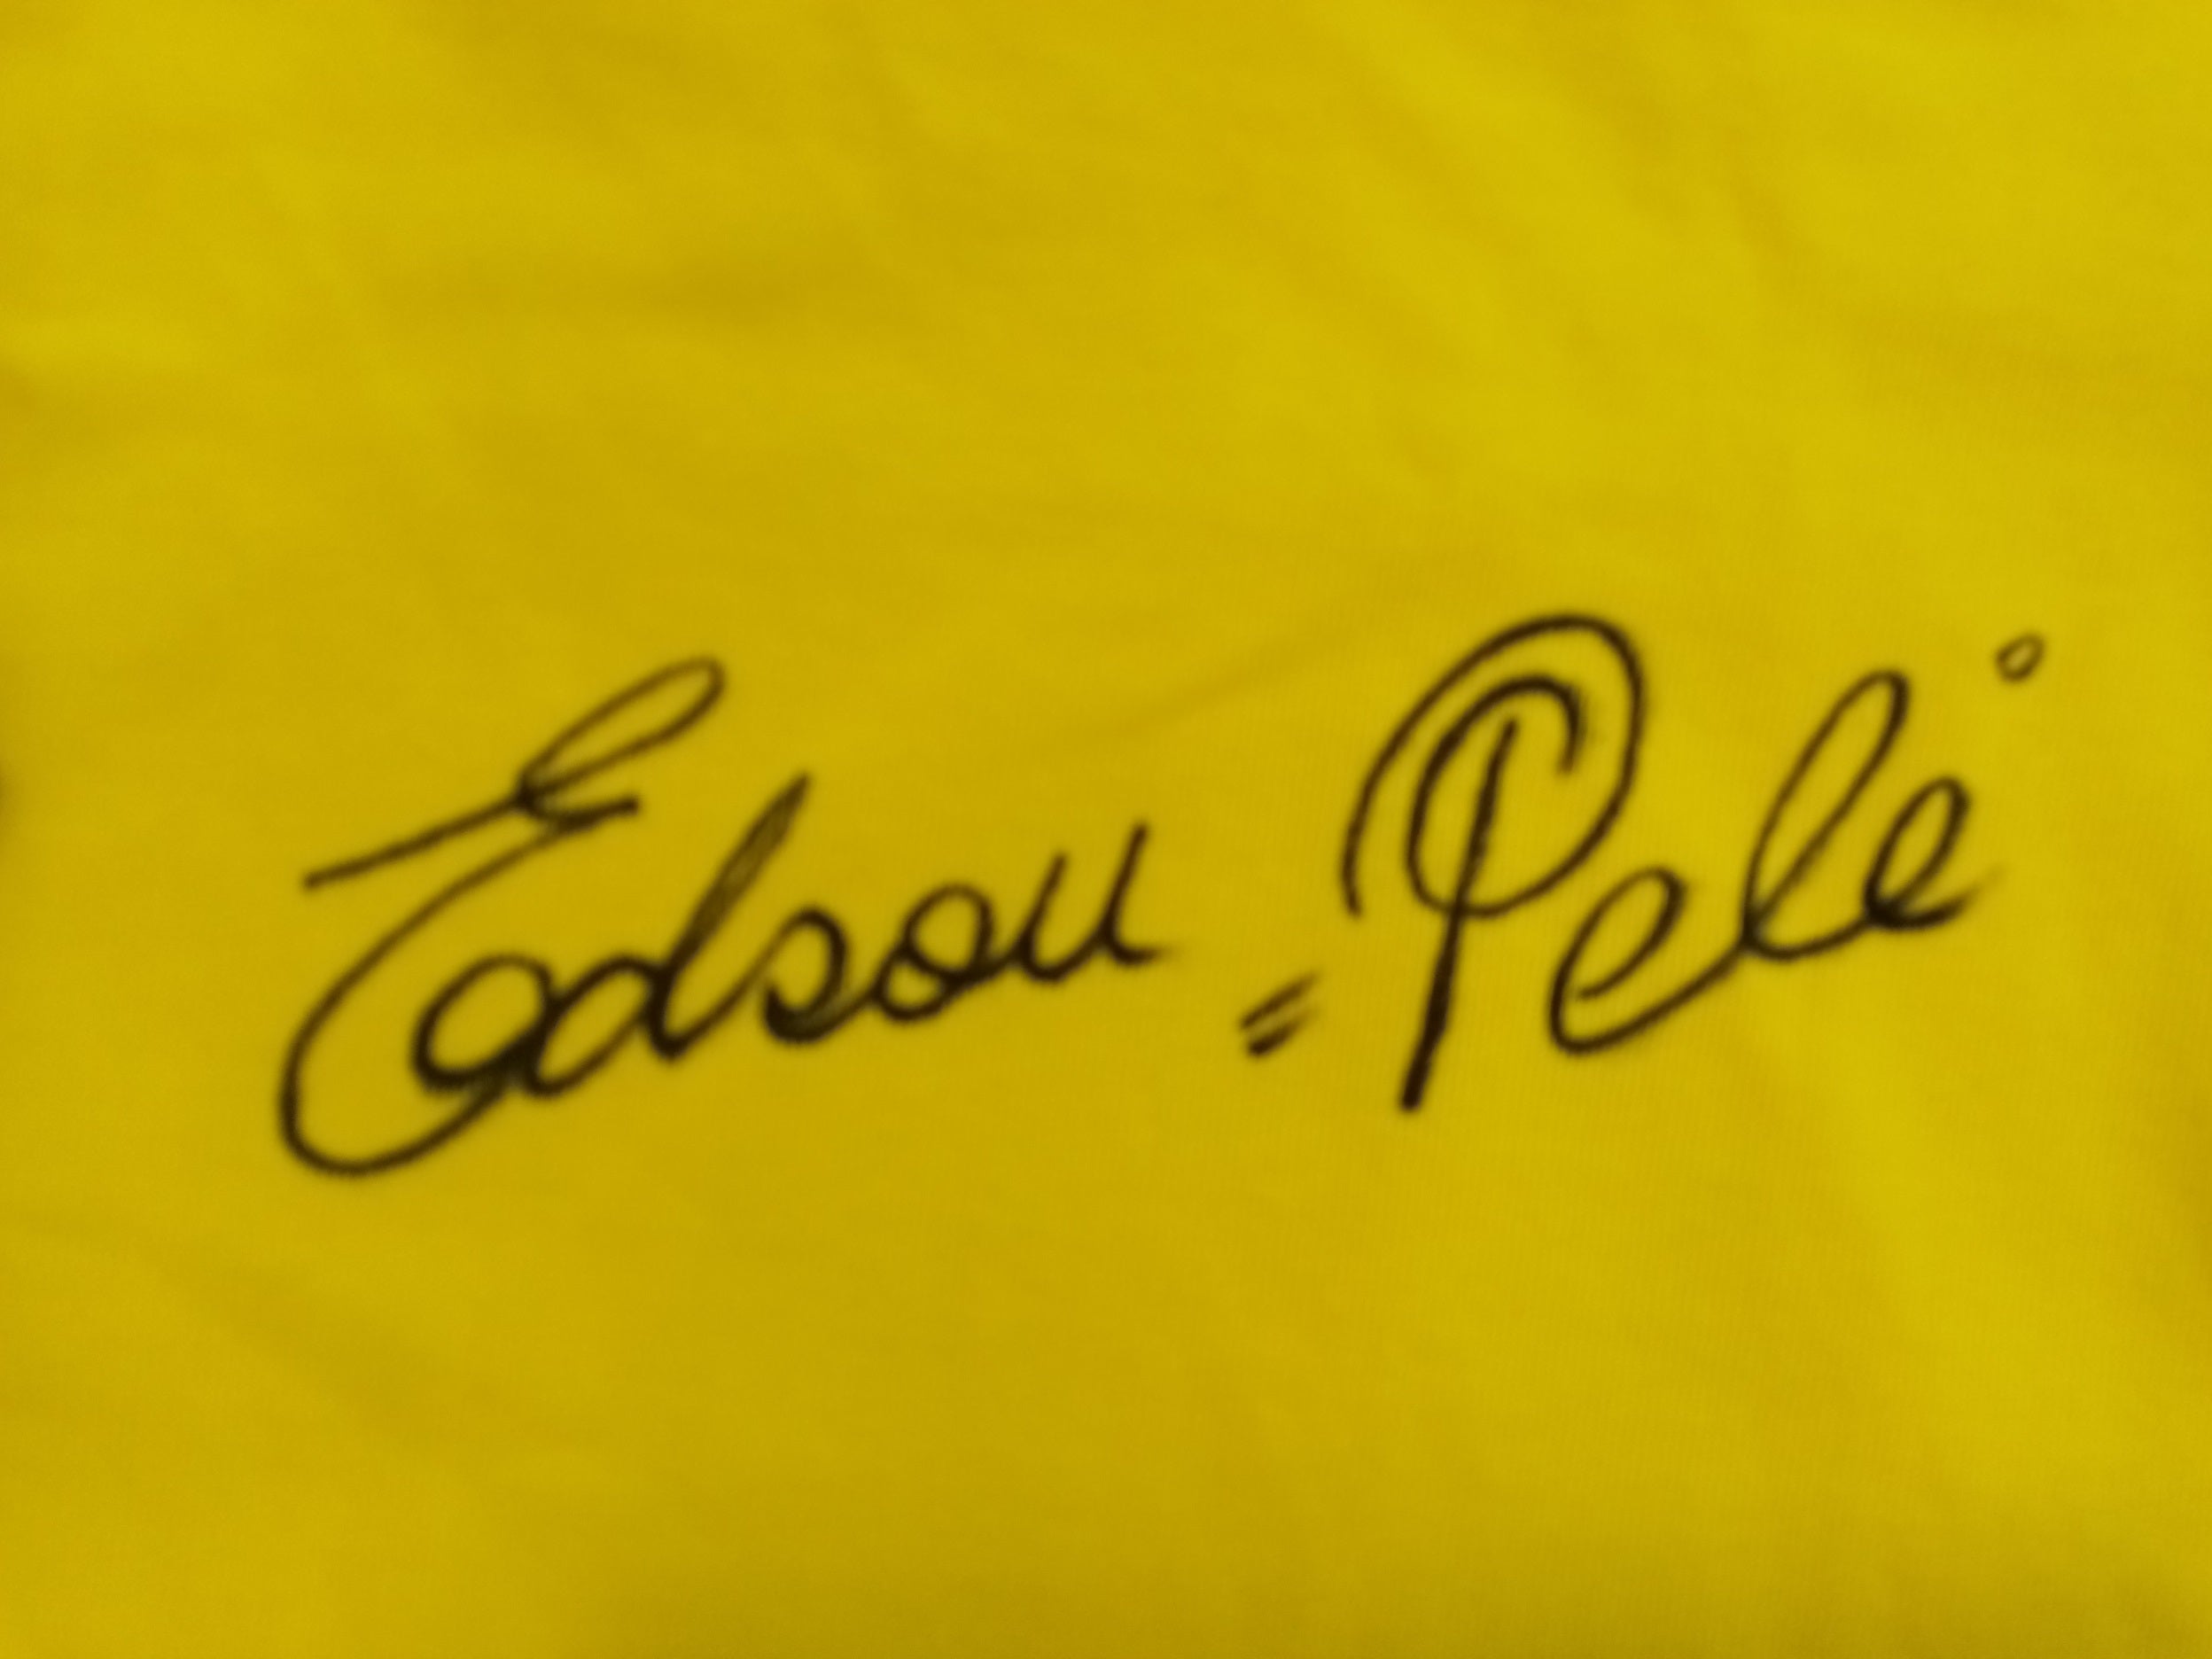 Edson = Pelé